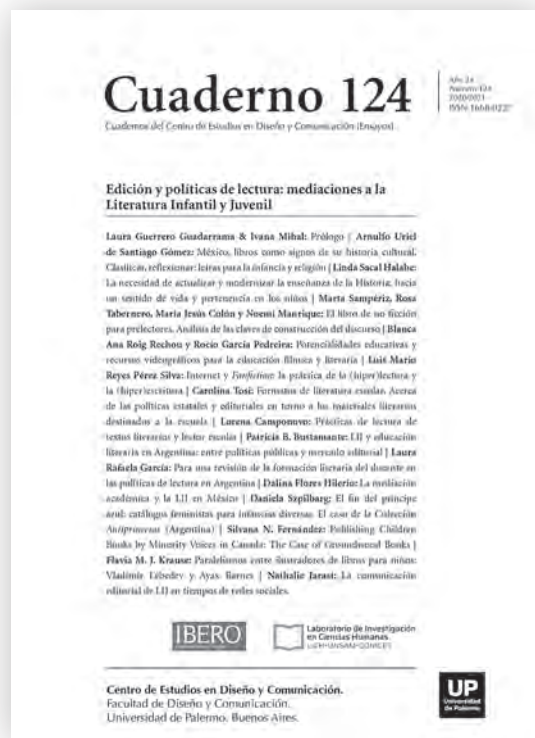 Cuaderno 124
Cuadernos del Centro de Estudios en Diseño y Comunicación [Ensayos]
Año 24
Número 124
2020/2021
ISSN 1668-0227
Edición y políticas de lectura: mediaciones a la
Literatura Infantil y Juvenil
Laura Guerrero Guadarrama & Ivana Mihal: Prólogo | Arnulfo Uriel
de Santiago Gómez: México, libros como signos de su historia cultural.
Clasificar, reflexionar: letras para la infancia y religión | Linda Sacal Halabe:
La necesidad de actualizar y modernizar la enseñanza de la Historia, hacia
un sentido de vida y pertenencia en los niños | Marta Sampériz, Rosa
Tabernero, María Jesús Colón y Noemí Manrique: El libro de no ficción
para prelectores. Análisis de las claves de construcción del discurso | Blanca
Ana Roig Rechou y Rocío García Pedreira: Potencialidades educativas y
recursos videográficos para la educación fílmica y literaria | Luis Mario
Reyes Pérez Silva: Internet y Fanfiction: la práctica de la (hiper)lectura y
la (hiper)escritura | Carolina Tosi: Formatos de literatura escolar. Acerca
de las políticas estatales y editoriales en torno a los materiales literarios
destinados a la escuela | Lorena Camponovo: Prácticas de lectura de
textos literarios y lector escolar | Patricia B. Bustamante: LIJ y educación
literaria en Argentina: entre políticas públicas y mercado editorial | Laura
Rafaela García: Para una revisión de la formación literaria del docente en
las políticas de lectura en Argentina | Dalina Flores Hilerio: La mediación
académica y la LIJ en México | Daniela Szpilbarg: El fin del príncipe
azul: catálogos feministas para infancias diversas. El caso de la Colección
Antiprincesas (Argentina) | Silvana N. Fernández: Publishing Children
Books by Minority Voices in Canada: The Case of Groundwood Books |
Flavia M. J. Krause: Paralelismos entre ilustradores de libros para niños:
Vladimir Lebedev y Ayax Barnes | Nathalie Jarast: La comunicación
editorial de LIJ en tiempos de redes sociales.
IBERO
Laboratorio de Investigación
en Ciencias Humanas
Centro de Estudios en Diseño y Comunicación.
Facultad de Diseño y Comunicación.
Universidad de Palermo. Buenos Aires.
UP
Universidad
de Palermo